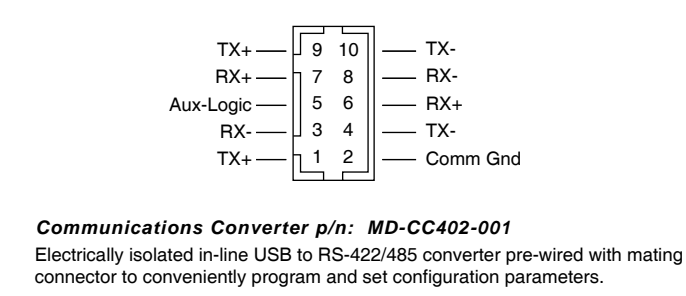 TX+ 9 10 TX-
RX+ 7 8 RX-
Aux-Logic 5 6 RX+
RX- 3 4 TX-
TX+ 1 2 Comm Gnd
Communications Converter p/n: MD-CC402-001
Electrically isolated in-line USB to RS-422/485 converter pre-wired with mating
connector to conveniently program and set configuration parameters.